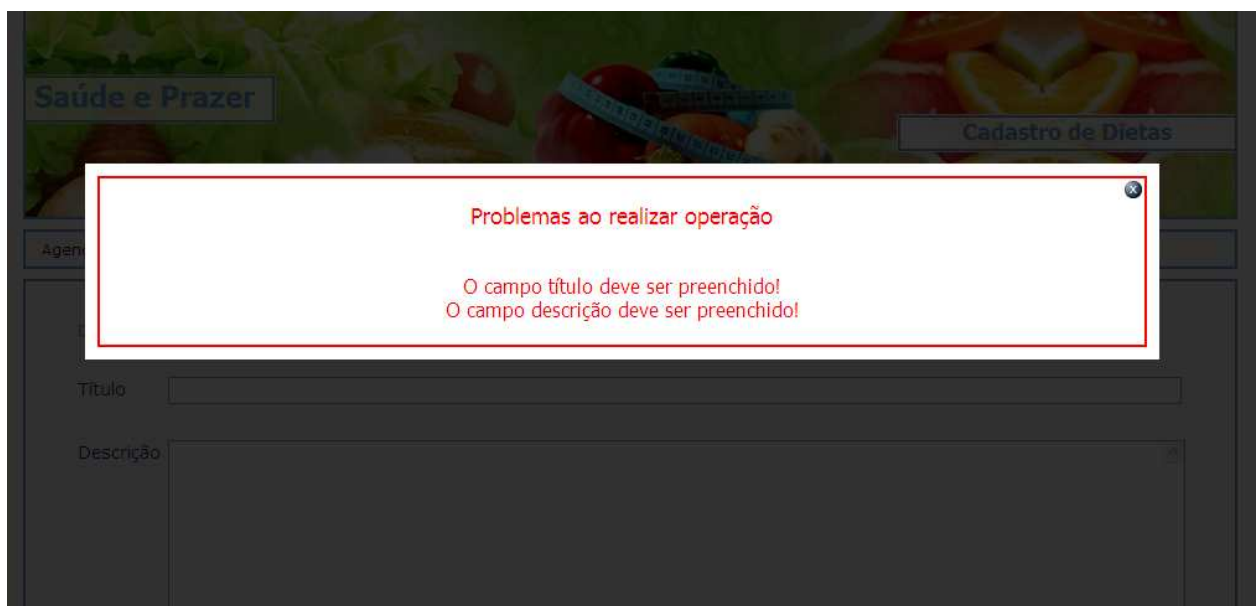 Saúde e Prazer
Cadastro de Dietas
Problemas ao realizar operação
O campo título deve ser preenchido!
O campo descrição deve ser preenchido!
Título
Descrição